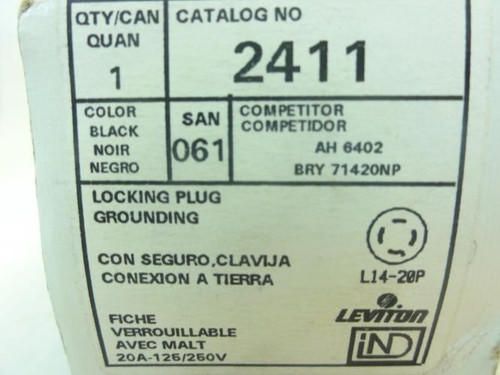 QTY/CAN
QUAN
1
CATALOG NO
2411
COLOR
BLACK
NOIR
NEGRO
SAN
061
COMPETITOR
COMPETIDOR
AH 6402
BRY 71420NP
LOCKING PLUG
GROUNDING
CON SEGURO,CLAVIJA
CONEXION A TIERRA
L14-20P
FICHE
VERROUILLABLE
AVEC MALT
20A-125/250V
LEVITON
IND